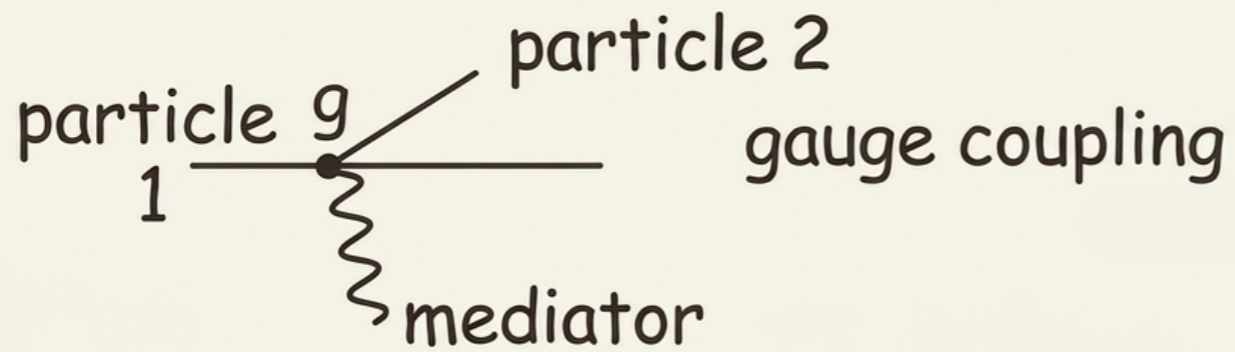 particle 2
particle g
1
gauge coupling
mediator